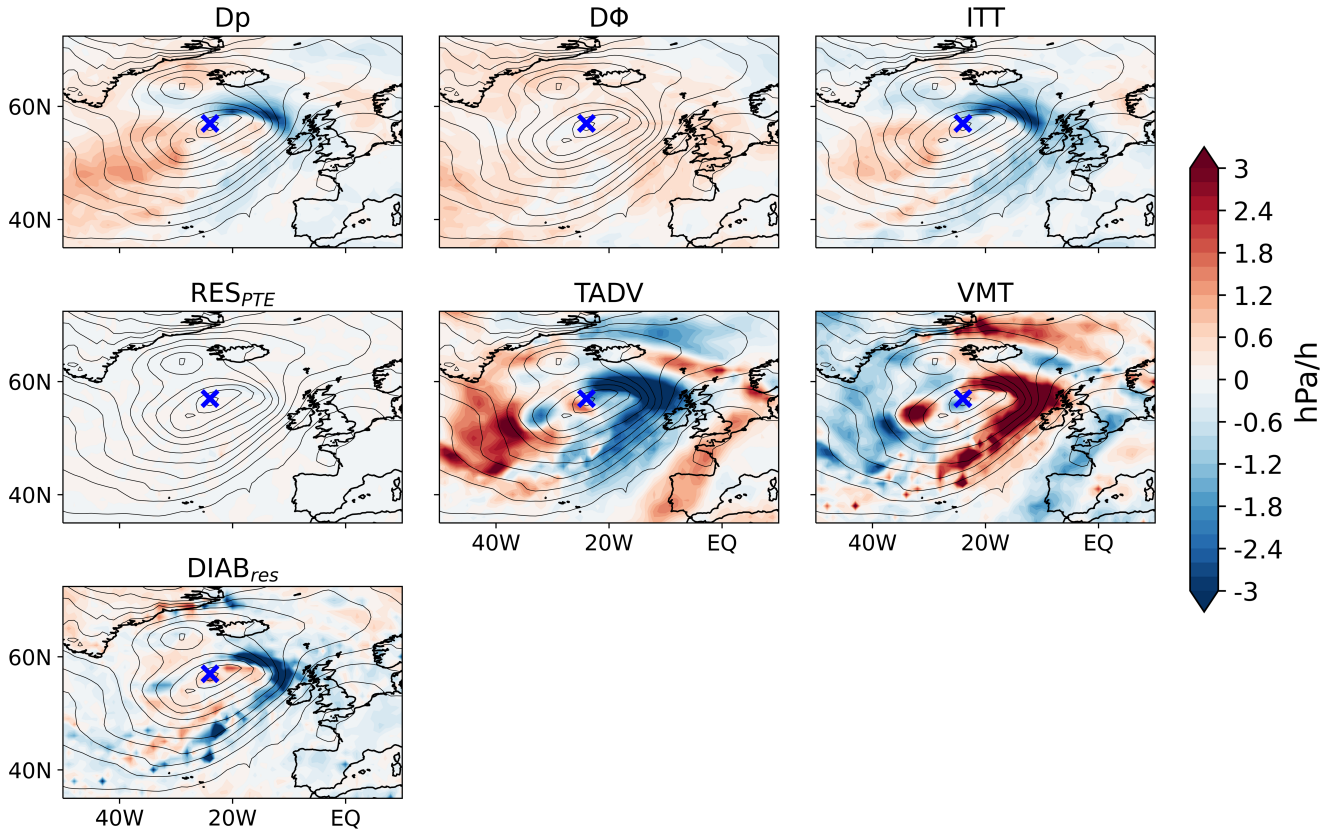 Dp DΦ ITT
60N
40N
RES_PTE TADV VMT
60N
40N
40W 20W EQ 40W 20W EQ
DIAB_res
60N
40N
40W 20W EQ
3
2.4
1.8
1.2
0.6
0
-0.6
-1.2
-1.8
-2.4
-3
hPa/h